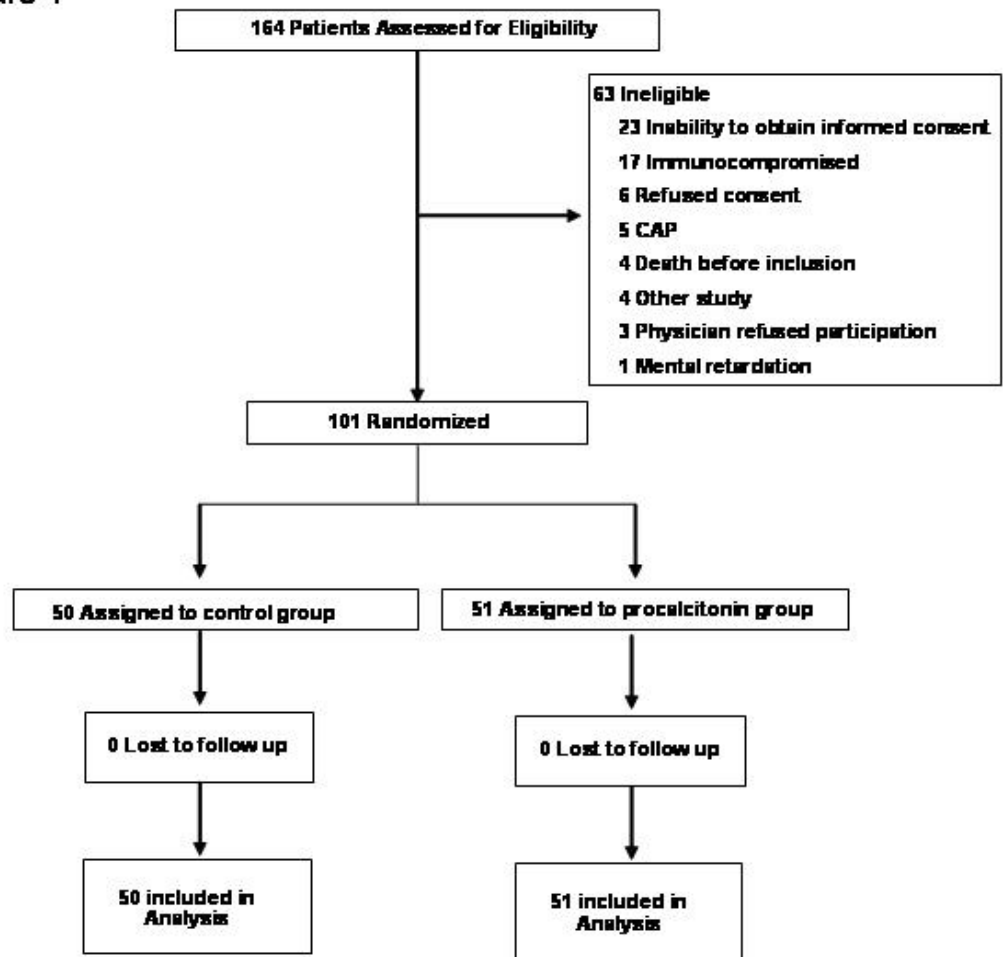 164 Patients Assessed for Eligibility
63 Ineligible
23 Inability to obtain informed consent
17 Immunocompromised
6 Refused consent
5 CAP
4 Death before inclusion
4 Other study
3 Physician refused participation
1 Mental retardation
101 Randomized
50 Assigned to control group
51 Assigned to procalcitonin group
0 Lost to follow up
0 Lost to follow up
50 included in
Analysis
51 included in
Analysis